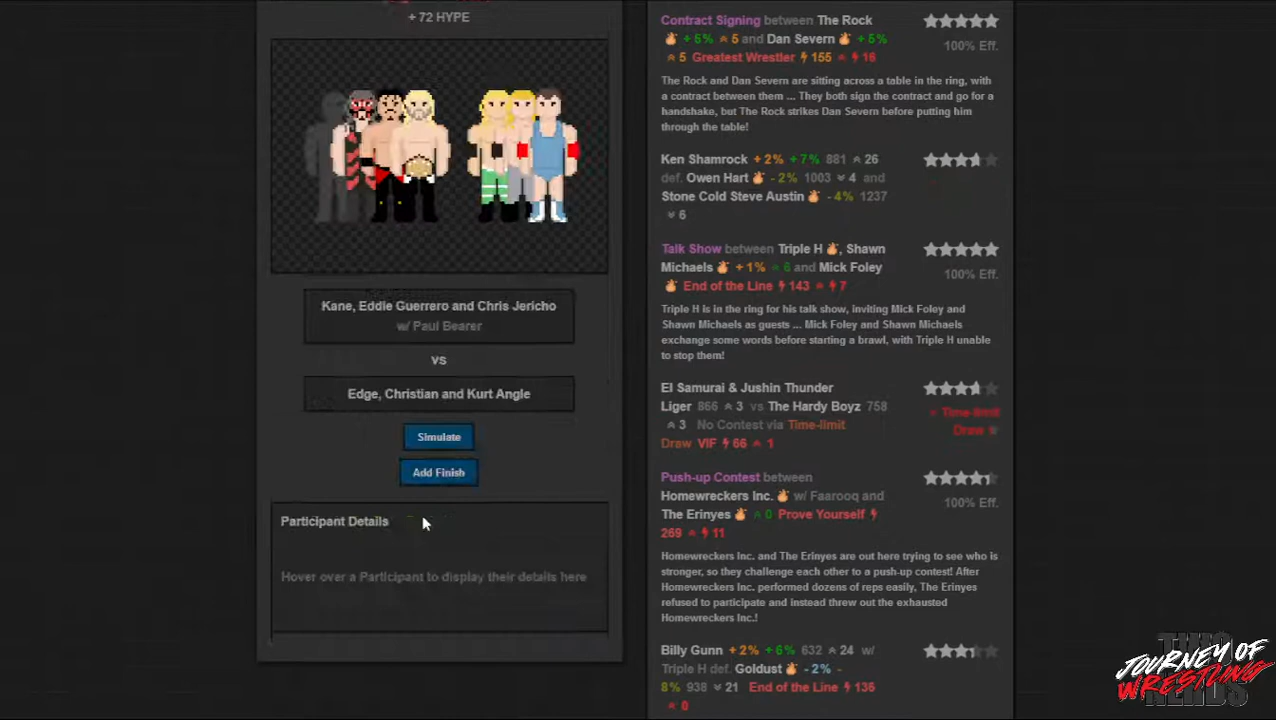 + 72 HYPE
Kane, Eddie Guerrero and Chris Jericho
w/ Paul Bearer
vs
Edge, Christian and Kurt Angle
Simulate
Add Finish
Participant Details
Hover over a Participant to display their details here
Contract Signing between The Rock
+ 5% 5 and Dan Severn + 5%
5 Greatest Wrestler 155 16
100% Eff.
The Rock and Dan Severn are sitting across a table in the ring, with
a contract between them ... They both sign the contract and go for a
handshake, but The Rock strikes Dan Severn before putting him
through the table!
Ken Shamrock + 2% + 7% 881 26
def. Owen Hart - 2% 1003 4 and
Stone Cold Steve Austin - 4% 1237
6
Talk Show between Triple H, Shawn
Michaels + 1% 6 and Mick Foley
End of the Line 143 7
100% Eff.
Triple H is in the ring for his talk show, inviting Mick Foley and
Shawn Michaels as guests ... Mick Foley and Shawn Michaels
exchange some words before starting a brawl, with Triple H unable
to stop them!
El Samurai & Jushin Thunder
Liger 866 3 vs The Hardy Boyz 758
3 No Contest via Time-limit
Draw VIF 66 1
Time-limit
Draw
Push-up Contest between
Homewreckers Inc. w/ Faarooq and
The Erinyes 0 Prove Yourself
269 11
100% Eff.
Homewreckers Inc. and The Erinyes are out here trying to see who is
stronger, so they challenge each other to a push-up contest! After
Homewreckers Inc. performed dozens of reps easily, The Erinyes
refused to participate and instead threw out the exhausted
Homewreckers Inc.!
Billy Gunn + 2% + 6% 632 24 w/
Triple H def. Goldust - 2% -
8% 938 21 End of the Line 135
0
JOURNEY OF
WRESTLING